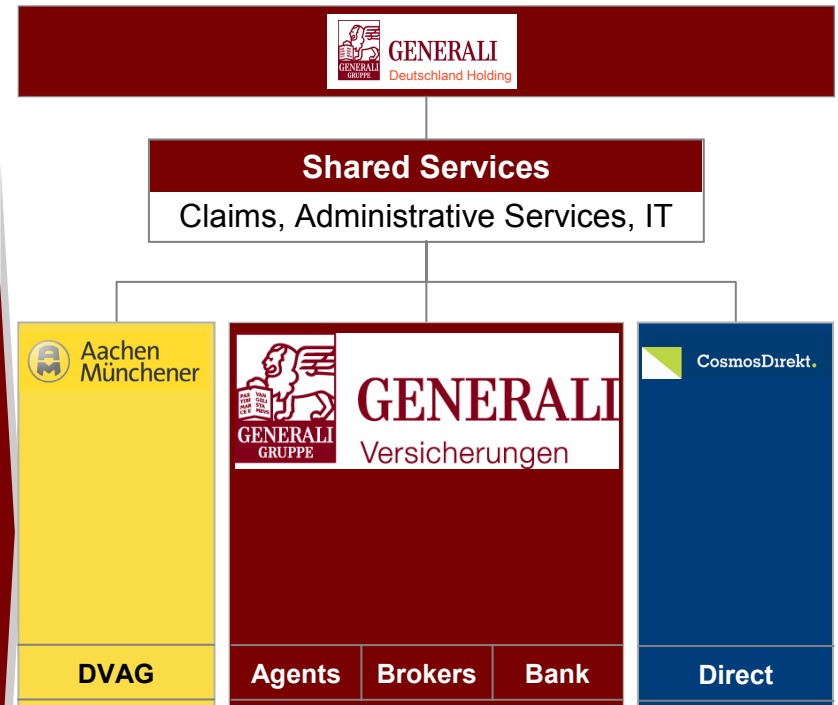 GENERALI
GRUPPE
GENERALI
Deutschland Holding
Shared Services
Claims, Administrative Services, IT
Aachen
Münchener
PAX VAN
TIBI GELI
MAR STA
CE E MEVS
GENERALI
GRUPPE
GENERALI
Versicherungen
CosmosDırekt.
DVAG
Agents
Brokers
Bank
Direct